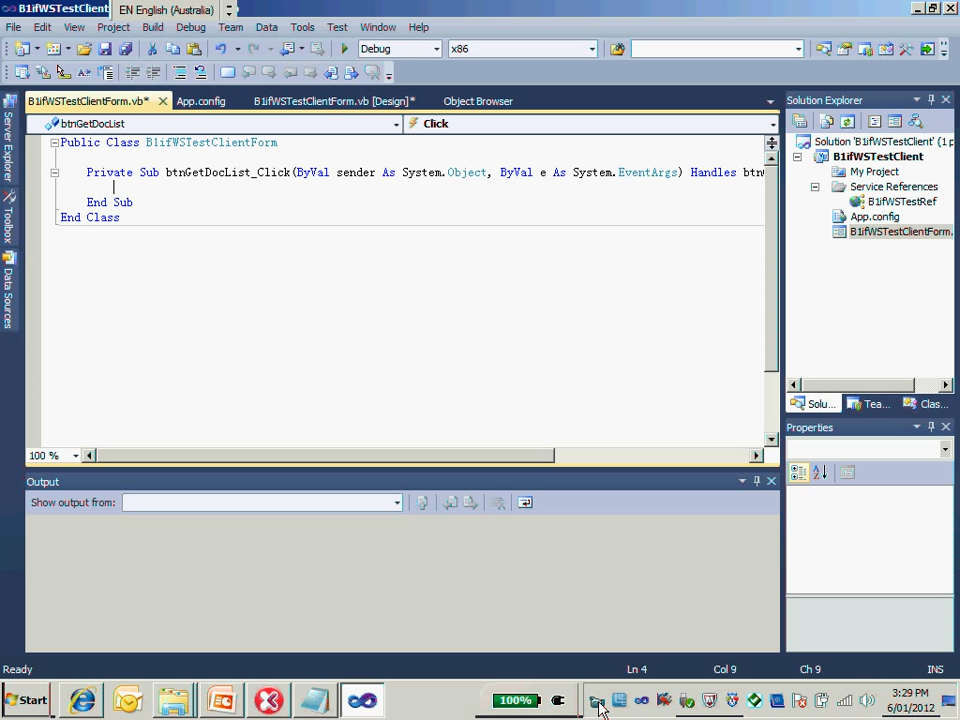 B1ifWSTestClient
EN English (Australia)
File Edit View Project Build Debug Team Data Tools Test Window Help
Debug x86
B1ifWSTestClientForm.vb* App.config B1ifWSTestClientForm.vb [Design]* Object Browser
btnGetDocList Click
Public Class B1ifWSTestClientForm
Private Sub btnGetDocList_Click(ByVal sender As System.Object, ByVal e As System.EventArgs) Handles btn
End Sub
End Class
Server Explorer
Toolbox
Data Sources
100 %
Output
Show output from:
Solution Explorer
Solution 'B1ifWSTestClient' (1 p
B1ifWSTestClient
My Project
Service References
B1ifWSTestRef
App.config
B1ifWSTestClientForm.
Solu... Tea... Clas...
Properties
Ready Ln 4 Col 9 Ch 9 INS
Start 100% 3:29 PM
6/01/2012